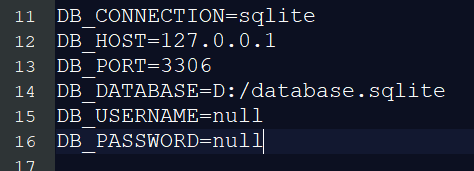 11 DB_CONNECTION=sqlite
12 DB_HOST=127.0.0.1
13 DB_PORT=3306
14 DB_DATABASE=D:/database.sqlite
15 DB_USERNAME=null
16 DB_PASSWORD=null
17